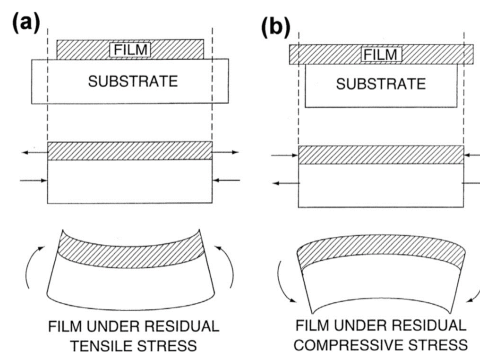 (a)
FILM
SUBSTRATE
FILM UNDER RESIDUAL
TENSILE STRESS
(b)
FILM
SUBSTRATE
FILM UNDER RESIDUAL
COMPRESSIVE STRESS